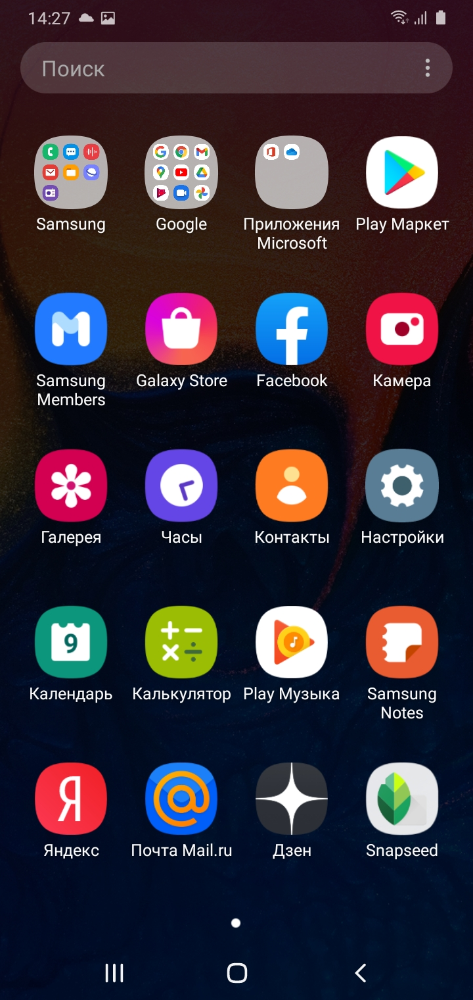 14:27
Поиск
Samsung
Google
Приложения
Microsoft
Play Маркет
Samsung
Members
Galaxy Store
Facebook
Камера
Галерея
Часы
Контакты
Настройки
9
Календарь
Калькулятор
Play Музыка
Samsung
Notes
Я
Яндекс
Почта Mail.ru
Дзен
Snapseed